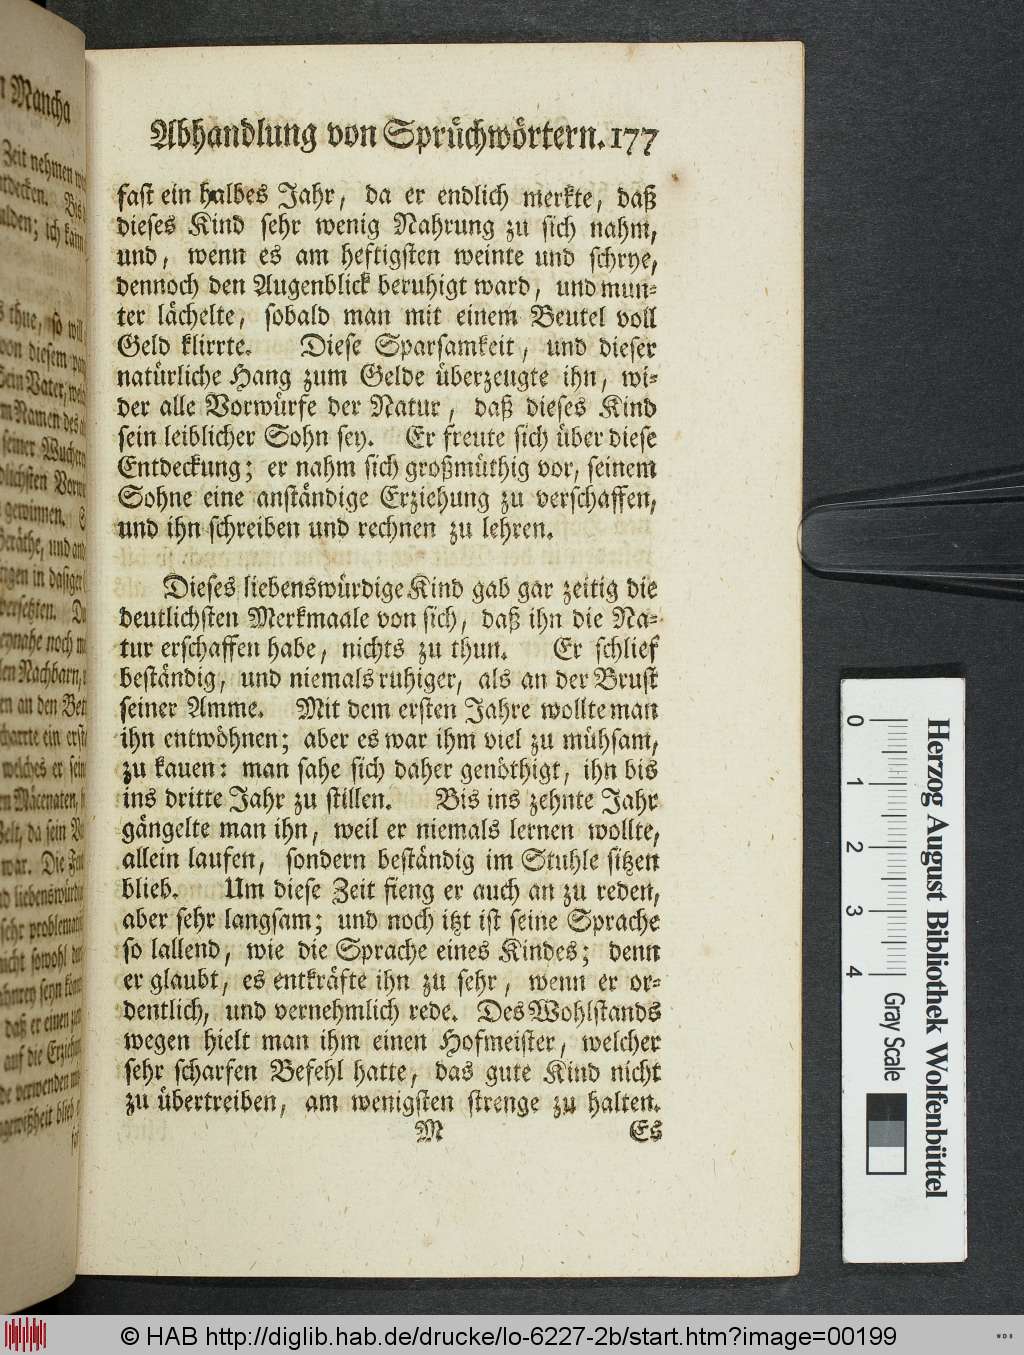 Abhandlung von Sprüchwörtern. 177
fast ein halbes Jahr, da er endlich merkte, daß
dieses Kind sehr wenig Nahrung zu sich nahm,
und, wenn es am heftigsten weinte und schrye,
dennoch den Augenblick beruhigt ward, und mun-
ter lächelte, sobald man mit einem Beutel voll
Geld klirrte. Diese Sparsamkeit, und dieser
natürliche Hang zum Gelde überzeugte ihn, wi-
der alle Vorwürfe der Natur, daß dieses Kind
sein leiblicher Sohn sey. Er freute sich über diese
Entdeckung; er nahm sich großmüthig vor, seinem
Sohne eine anständige Erziehung zu verschaffen,
und ihn schreiben und rechnen zu lehren.
Dieses liebenswürdige Kind gab gar zeitig die
deutlichsten Merkmaale von sich, daß ihn die Na-
tur erschaffen habe, nichts zu thun. Er schlief
beständig, und niemals ruhiger, als an der Brust
seiner Amme. Mit dem ersten Jahre wollte man
ihn entwöhnen; aber es war ihm viel zu mühsam,
zu kauen: man sahe sich daher genöthigt, ihn bis
ins dritte Jahr zu stillen. Bis ins zehnte Jahr
gängelte man ihn, weil er niemals lernen wollte,
allein laufen, sondern beständig im Stuhle sitzen
blieb. Um diese Zeit fieng er auch an zu reden,
aber sehr langsam; und noch itzt ist seine Sprache
so lallend, wie die Sprache eines Kindes; denn
er glaubt, es entkräfte ihn zu sehr, wenn er or-
dentlich, und vernehmlich rede. Des Wohlstands
wegen hielt man ihm einen Hofmeister, welcher
sehr scharfen Befehl hatte, das gute Kind nicht
zu übertreiben, am wenigsten strenge zu halten.
M Es
Herzog August Bibliothek Wolfenbüttel
0 1 2 3 4 Gray Scale
© HAB http://diglib.hab.de/drucke/lo-6227-2b/start.htm?image=00199